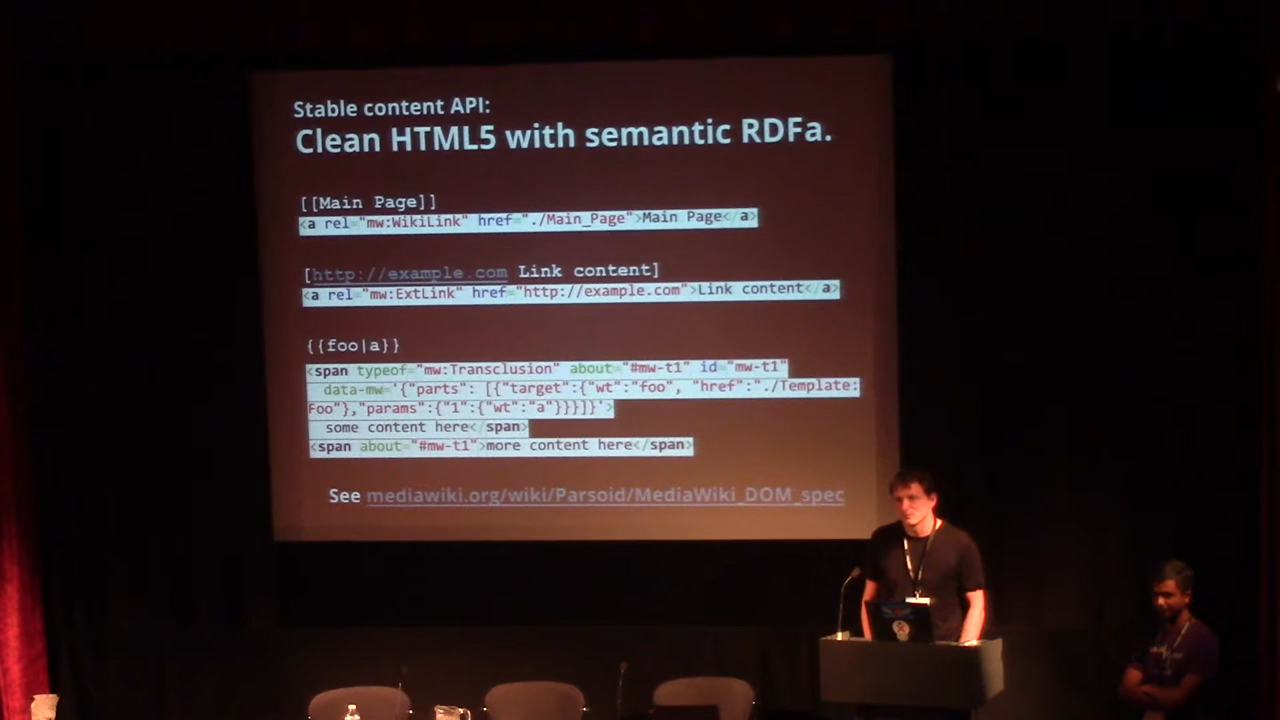 Stable content API:
Clean HTML5 with semantic RDFa.
[[Main Page]]
<a rel="mw:WikiLink" href="./Main_Page">Main Page</a>
[http://example.com Link content]
<a rel="mw:ExtLink" href="http://example.com">Link content</a>
{{foo|a}}
<span typeof="mw:Transclusion" about="#mw-t1" id="mw-t1"
data-mw='{"parts": [{"target":{"wt":"foo", "href":"./Template:
Foo"},"params":{"1":{"wt":"a"}}}]}'>
some content here</span>
<span about="#mw-t1">more content here</span>
See mediawiki.org/wiki/Parsoid/MediaWiki_DOM_spec